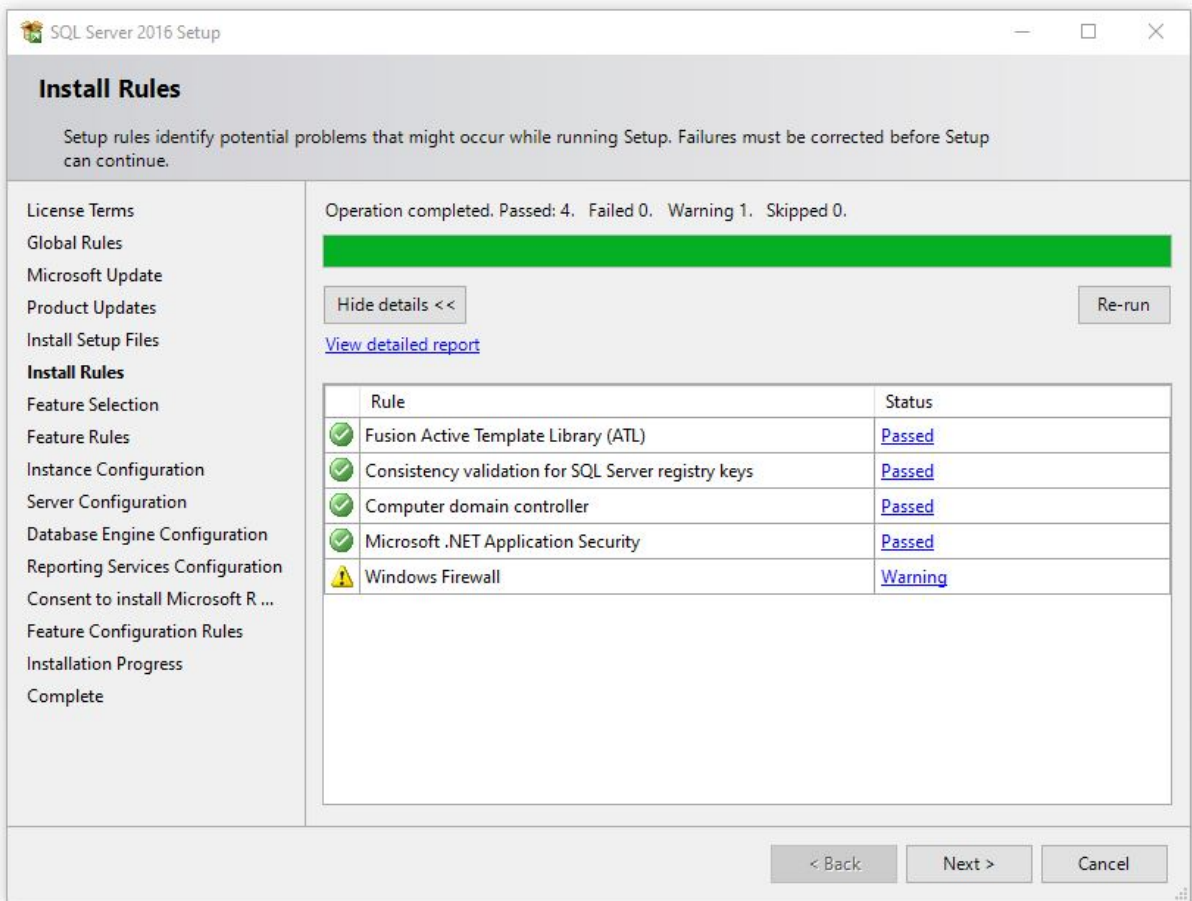 SQL Server 2016 Setup
Install Rules
Setup rules identify potential problems that might occur while running Setup. Failures must be corrected before Setup
can continue.
License Terms
Global Rules
Microsoft Update
Product Updates
Install Setup Files
Install Rules
Feature Selection
Feature Rules
Instance Configuration
Server Configuration
Database Engine Configuration
Reporting Services Configuration
Consent to install Microsoft R ...
Feature Configuration Rules
Installation Progress
Complete
Operation completed. Passed: 4. Failed 0. Warning 1. Skipped 0.
Hide details <<
Re-run
View detailed report
Rule Status
Fusion Active Template Library (ATL) Passed
Consistency validation for SQL Server registry keys Passed
Computer domain controller Passed
Microsoft .NET Application Security Passed
Windows Firewall Warning
< Back Next > Cancel